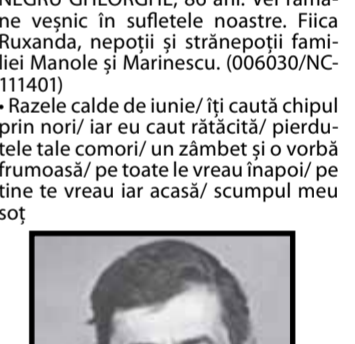 NEGRU GHEORGHE, 86 ani. Vei rămâ-
ne veșnic în sufletele noastre. Fiica
Ruxanda, nepoții și strănepoții fami-
liei Manole și Marinescu. (006030/NC-
111401)
• Razele calde de iunie/ îți caută chipul
prin nori/ iar eu caut rătăcită/ pierdu-
tele tale comori/ un zâmbet și o vorbă
frumoasă/ pe toate le vreau înapoi/ pe
tine te vreau iar acasă/ scumpul meu
soț